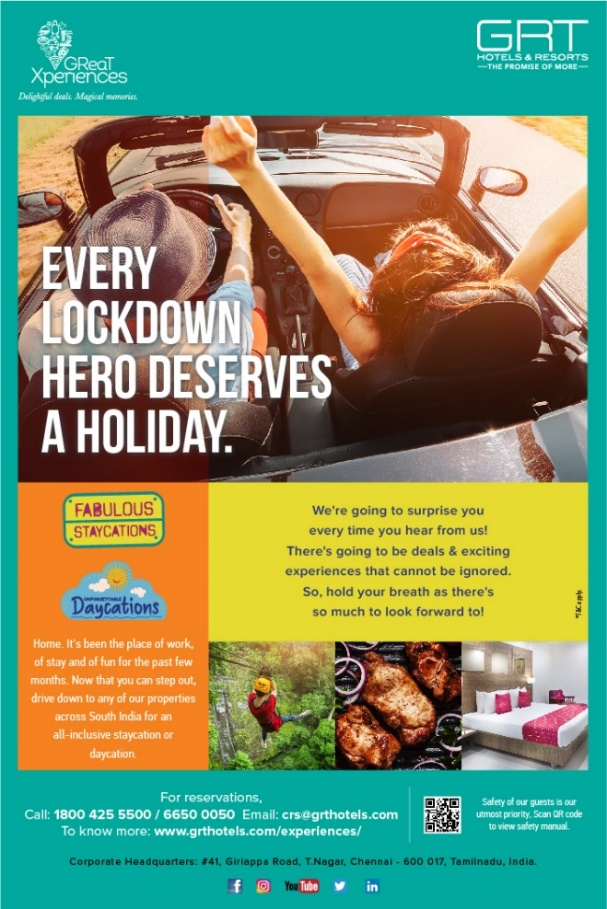 GReaT
Xperiences
Delightful deals. Magical memories.
GRT
HOTELS & RESORTS
—THE PROMISE OF MORE—
EVERY
LOCKDOWN
HERO DESERVES
A HOLIDAY.
FABULOUS
STAYCATIONS
UNFORGETTABLE
Daycations
Home. It's been the place of work,
of stay and of fun for the past few
months. Now that you can step out,
drive down to any of our properties
across South India for an
all-inclusive staycation or
daycation.
We're going to surprise you
every time you hear from us!
There's going to be deals & exciting
experiences that cannot be ignored.
So, hold your breath as there's
so much to look forward to!
*T&C apply.
For reservations,
Call: 1800 425 5500 / 6650 0050 Email: crs@grthotels.com
To know more: www.grthotels.com/experiences/
Safety of our guests is our
utmost priority. Scan QR code
to view safety manual.
Corporate Headquarters: #41, Giriappa Road, T.Nagar, Chennai - 600 017, Tamilnadu, India.
f
YouTube
in